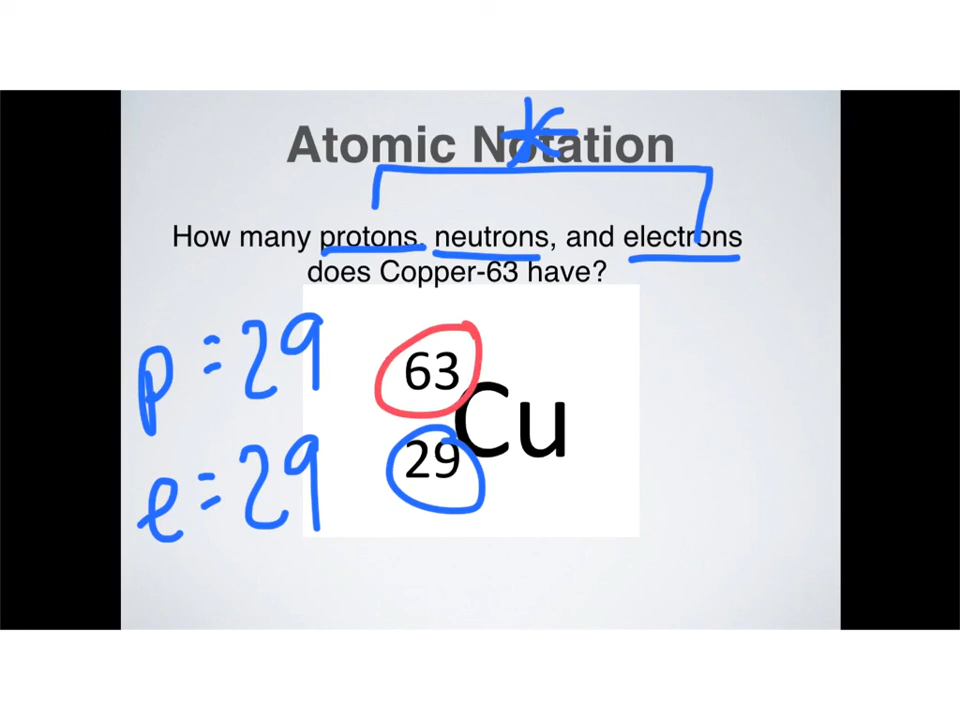 Atomic Notation
How many protons, neutrons, and electrons
does Copper-63 have?
p=29
63
Cu
29
e=29